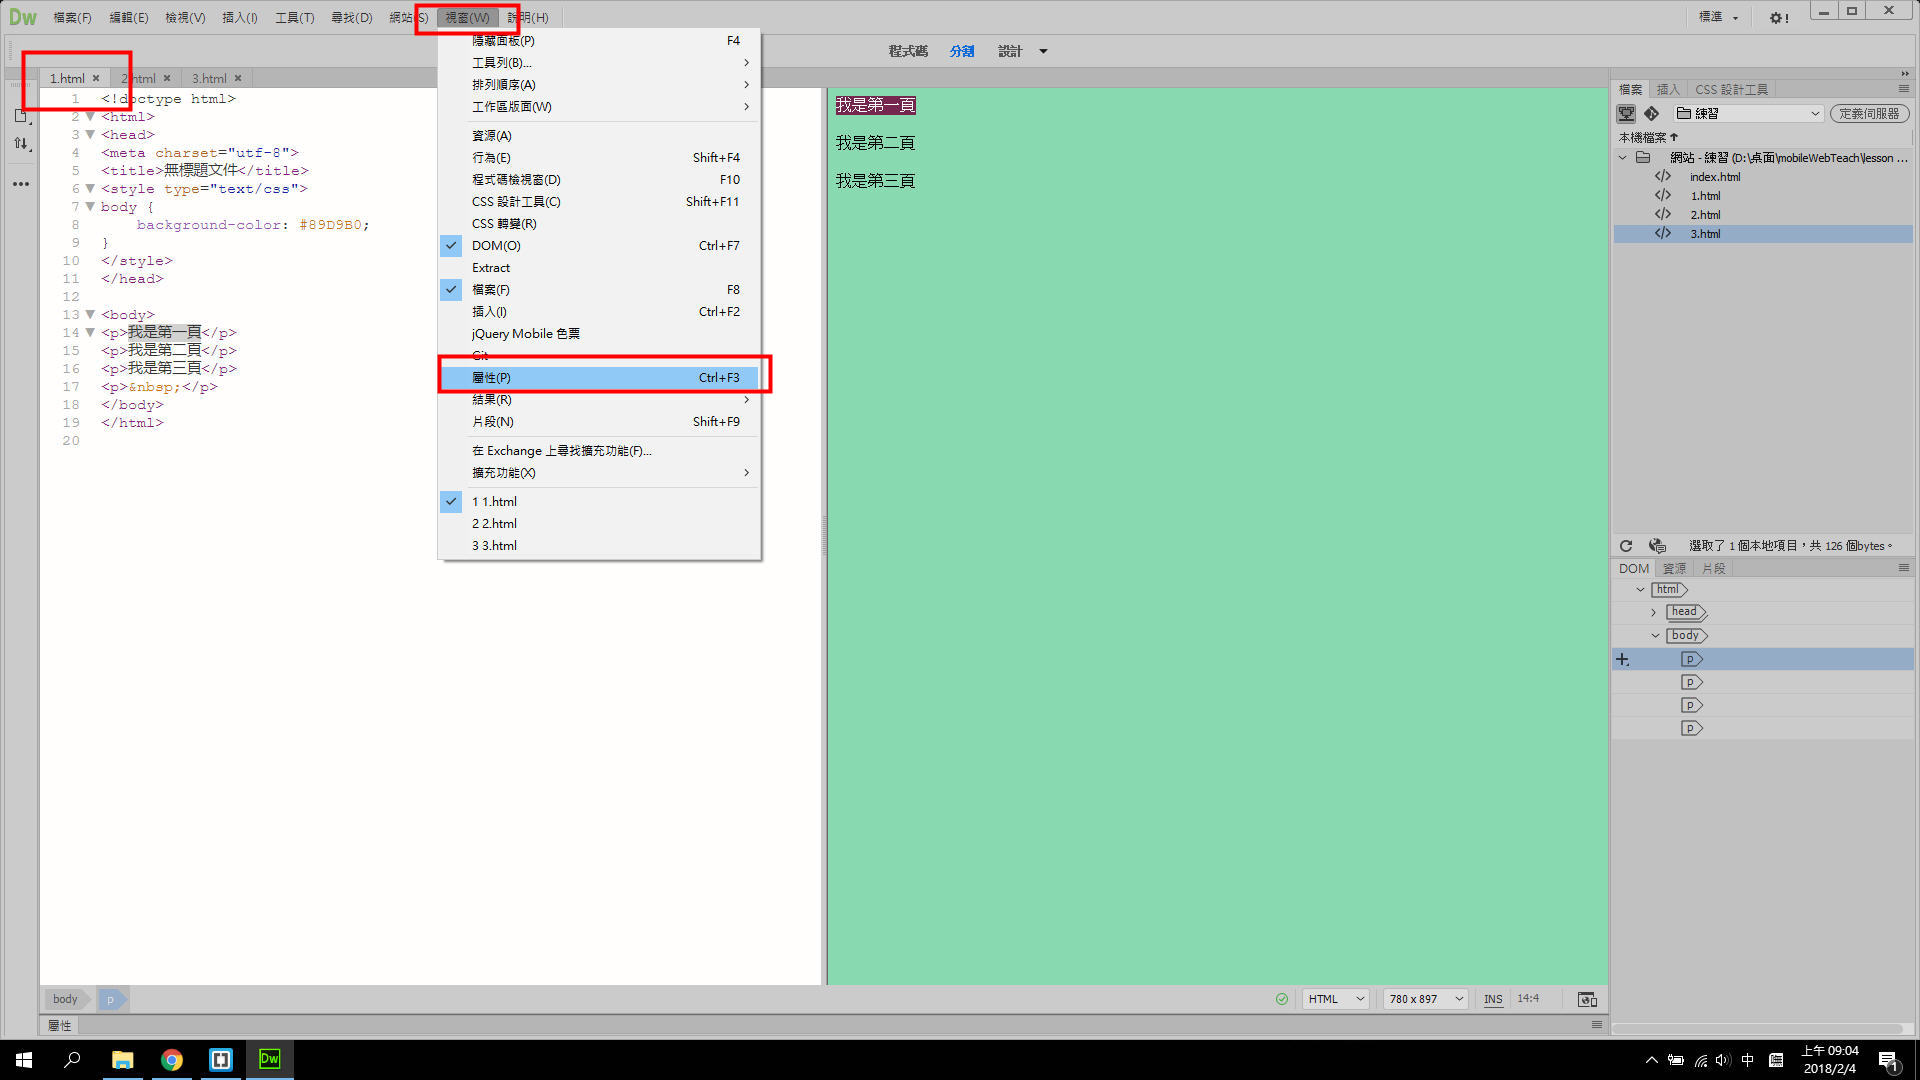 Dw 檔案(F) 編輯(E) 檢視(V) 插入(I) 工具(T) 尋找(D) 網站(S) 視窗(W) 說明(H) 標準
程式碼 分割 設計
1.html 2.html 3.html
1 <!doctype html>
2 <html>
3 <head>
4 <meta charset="utf-8">
5 <title>無標題文件</title>
6 <style type="text/css">
7 body {
8 background-color: #89D9B0;
9 }
10 </style>
11 </head>
12
13 <body>
14 <p>我是第一頁</p>
15 <p>我是第二頁</p>
16 <p>我是第三頁</p>
17 <p>&nbsp;</p>
18 </body>
19 </html>
20
隱藏面板(P) F4
工具列(B)...
排列順序(A)
工作區版面(W)
資源(A)
行為(E) Shift+F4
程式碼檢視窗(D) F10
CSS 設計工具(C) Shift+F11
CSS 轉變(R)
DOM(O) Ctrl+F7
Extract
檔案(F) F8
插入(I) Ctrl+F2
jQuery Mobile 色票
Git
屬性(P) Ctrl+F3
結果(R)
片段(N) Shift+F9
在 Exchange 上尋找擴充功能(F)...
擴充功能(X)
1 1.html
2 2.html
3 3.html
我是第一頁
我是第二頁
我是第三頁
檔案 插入 CSS 設計工具
練習 定義伺服器
本機檔案
網站 - 練習 (D:\桌面\mobileWebTeach\lesson ...
index.html
1.html
2.html
3.html
選取了 1 個本地項目，共 126 個bytes。
DOM 資源 片段
html
head
body
p
p
p
p
body p HTML 780 x 897 INS 14:4
屬性
Dw 中 上午 09:04
2018/2/4 1